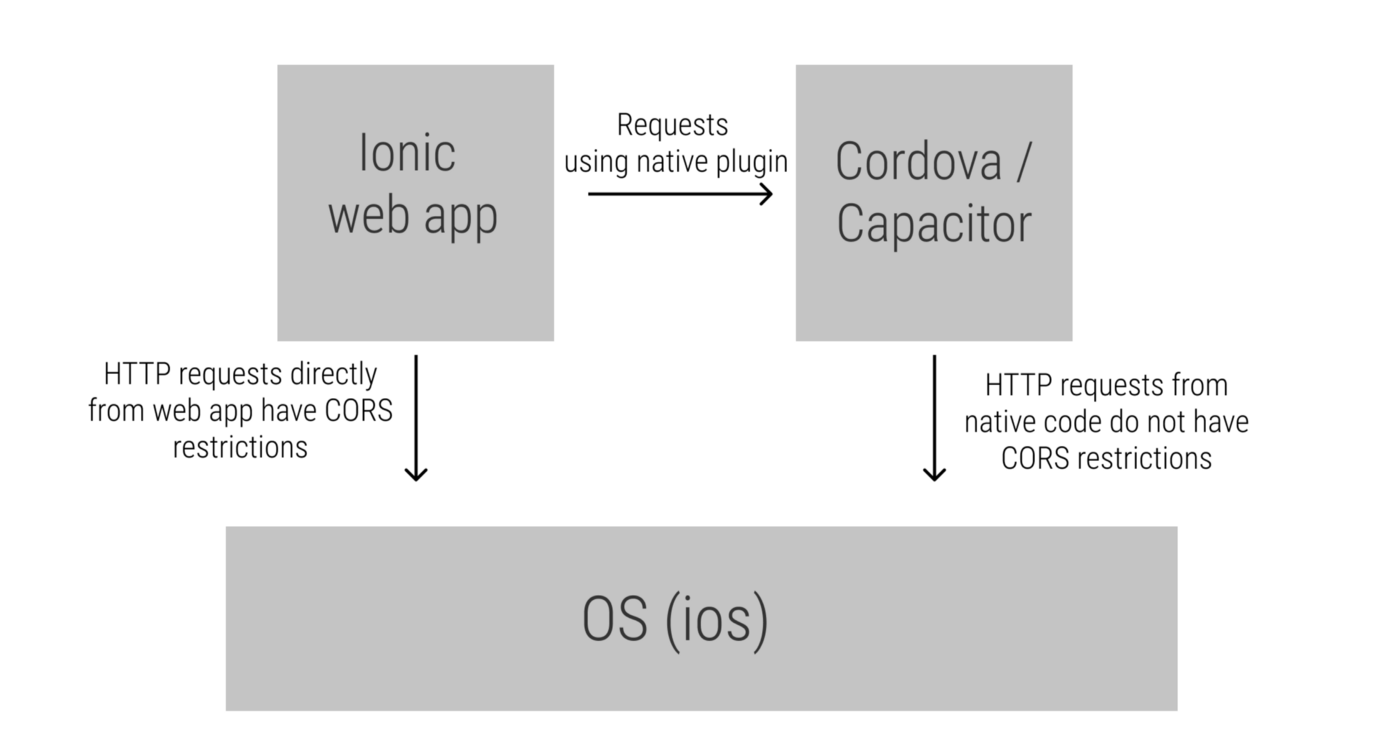 Ionic
web app
Requests
using native plugin
Cordova /
Capacitor
HTTP requests directly
from web app have CORS
restrictions
HTTP requests from
native code do not have
CORS restrictions
OS (ios)